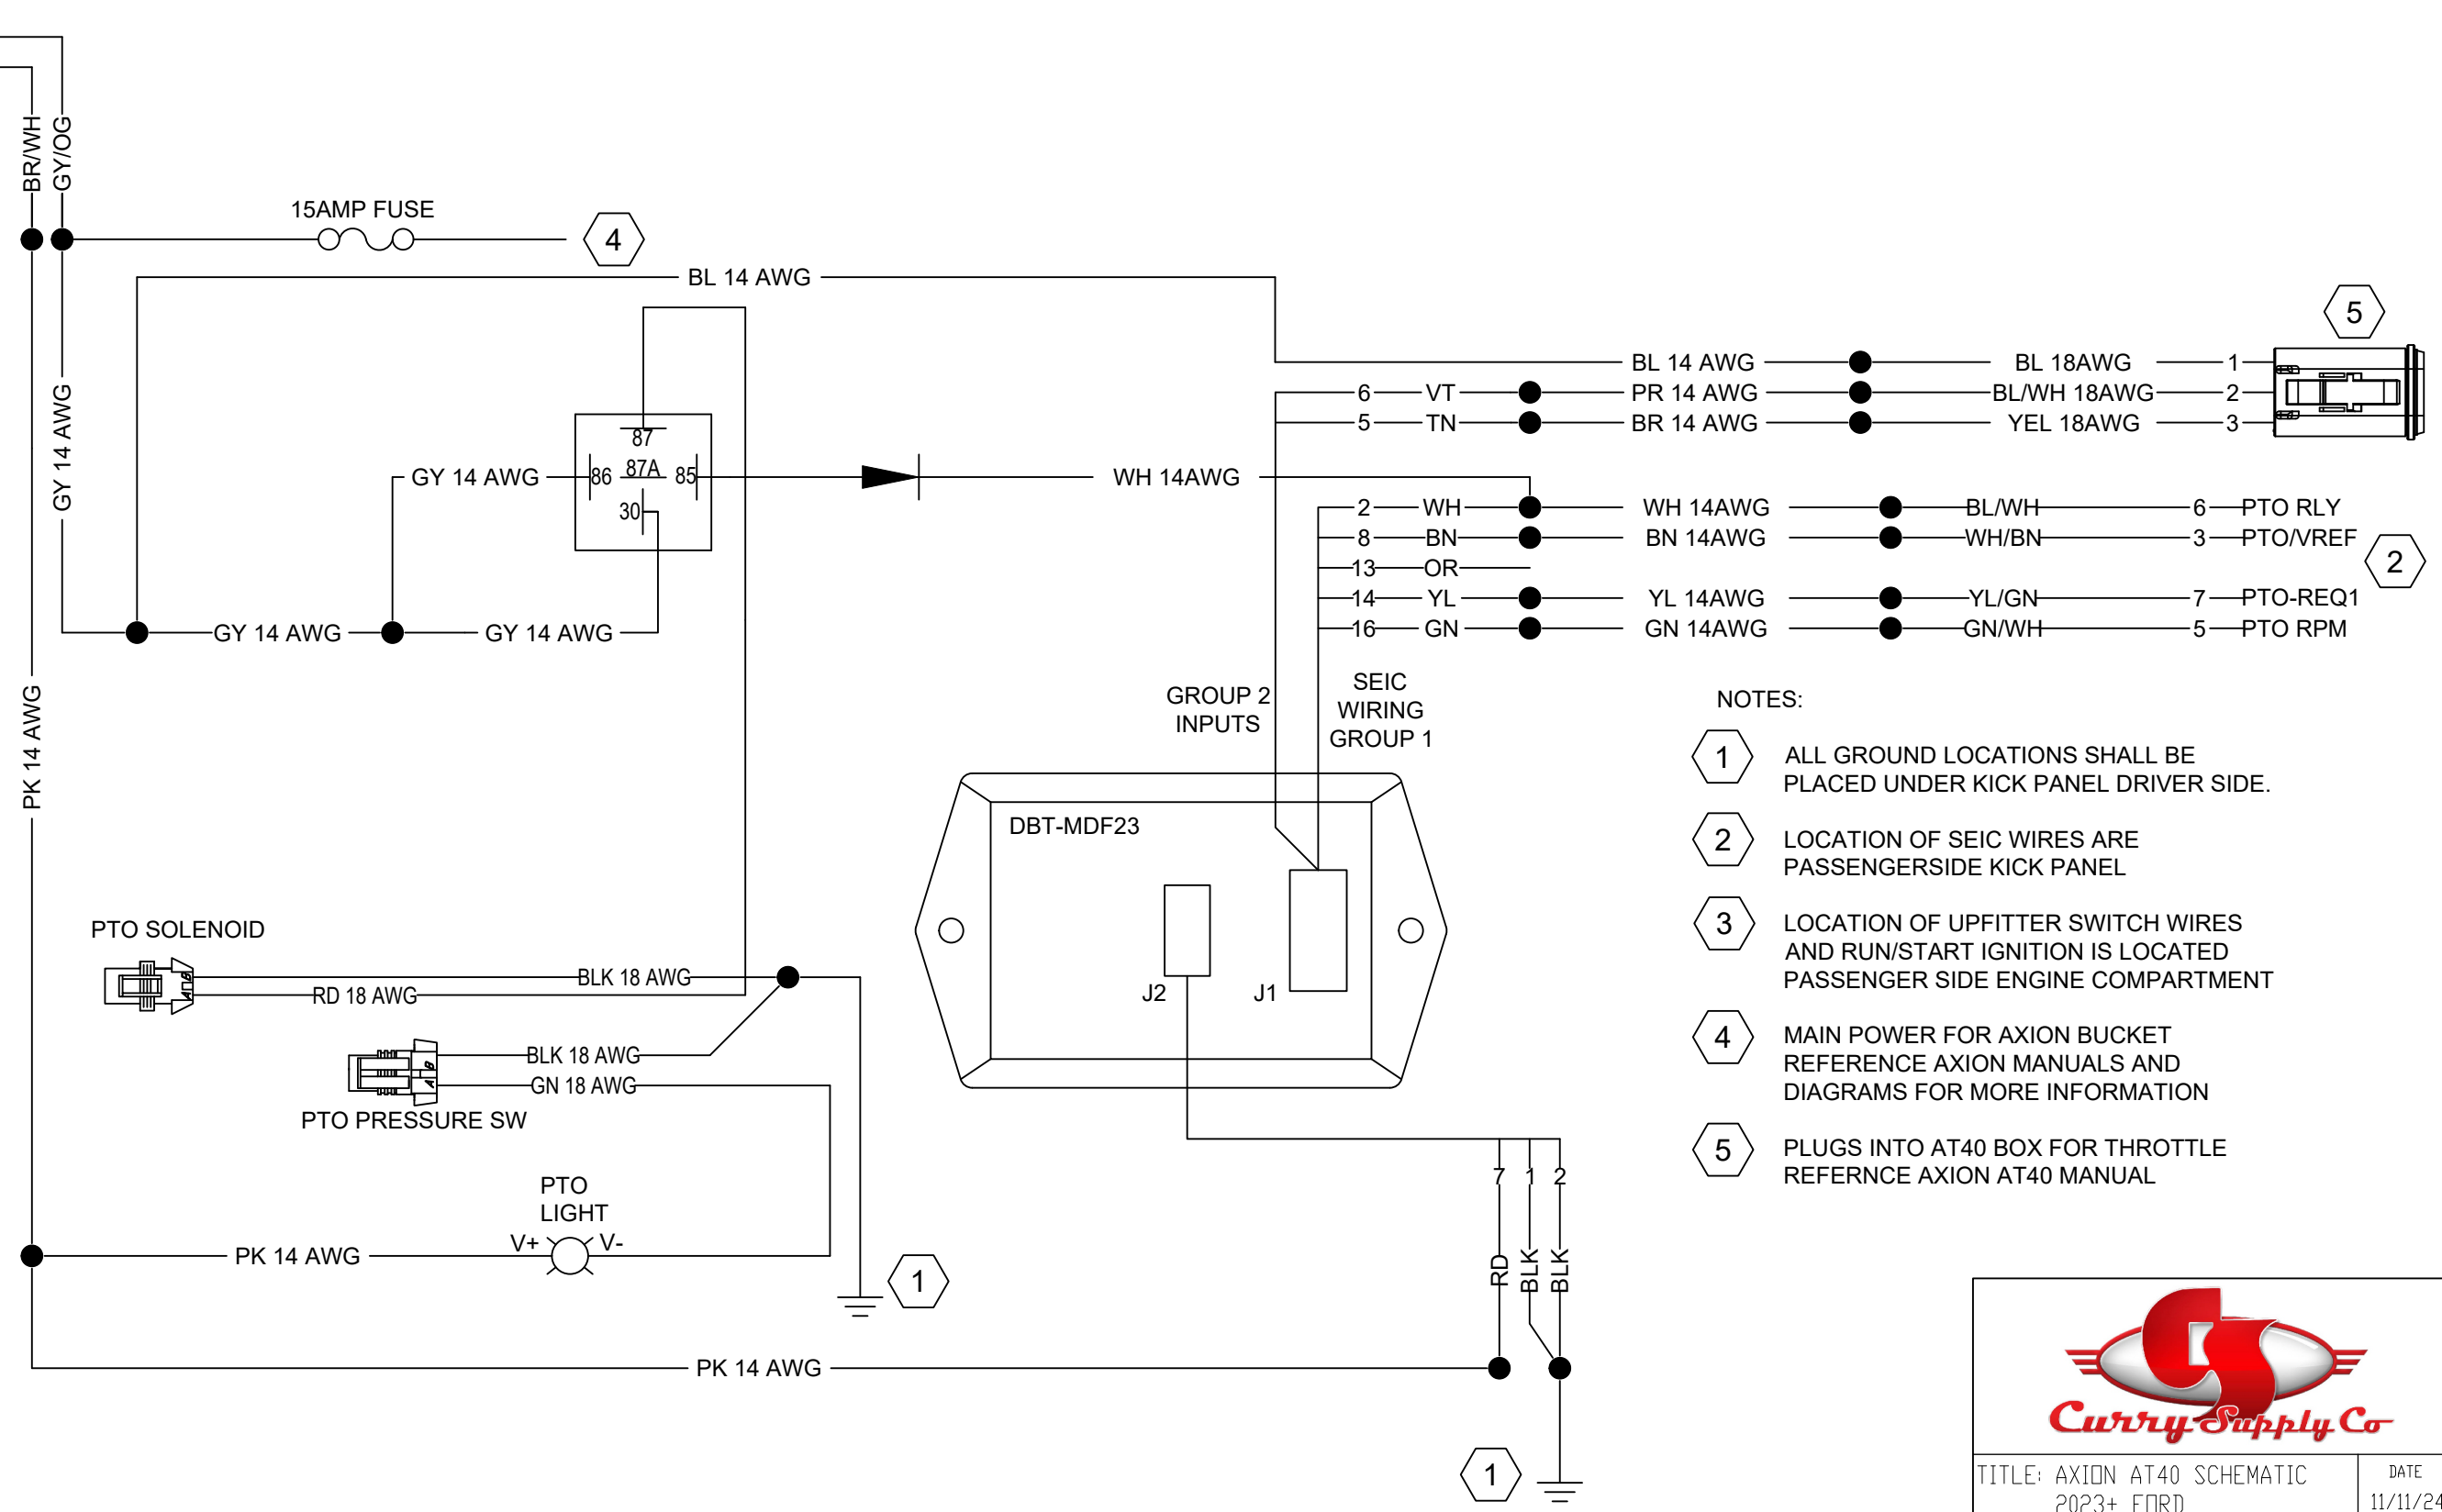 BR/WH
GY/OG
15AMP FUSE
4
BL 14 AWG
5
BL 14 AWG
BL 18AWG
1
6
VT
PR 14 AWG
BL/WH 18AWG
2
5
TN
BR 14 AWG
YEL 18AWG
3
GY 14 AWG
87
87A
86
85
30
GY 14 AWG
WH 14AWG
2
WH
WH 14AWG
BL/WH
6
PTO RLY
8
BN
BN 14AWG
WH/BN
3
PTO/VREF
2
13
OR
14
YL
YL 14AWG
YL/GN
7
PTO-REQ1
16
GN
GN 14AWG
GN/WH
5
PTO RPM
GY 14 AWG
GY 14 AWG
PK 14 AWG
GROUP 2
INPUTS
SEIC
WIRING
GROUP 1
DBT-MDF23
J2
J1
NOTES:
1
ALL GROUND LOCATIONS SHALL BE
PLACED UNDER KICK PANEL DRIVER SIDE.
2
LOCATION OF SEIC WIRES ARE
PASSENGERSIDE KICK PANEL
3
LOCATION OF UPFITTER SWITCH WIRES
AND RUN/START IGNITION IS LOCATED
PASSENGER SIDE ENGINE COMPARTMENT
4
MAIN POWER FOR AXION BUCKET
REFERENCE AXION MANUALS AND
DIAGRAMS FOR MORE INFORMATION
5
PLUGS INTO AT40 BOX FOR THROTTLE
REFERNCE AXION AT40 MANUAL
PTO SOLENOID
B
A
BLK 18 AWG
RD 18 AWG
B
A
BLK 18 AWG
GN 18 AWG
PTO PRESSURE SW
PTO
LIGHT
V+
V-
PK 14 AWG
1
7
1
2
RD
BLK
BLK
PK 14 AWG
1
Curry Supply Co
TITLE: AXION AT40 SCHEMATIC
2023+ FORD
DATE
11/11/24